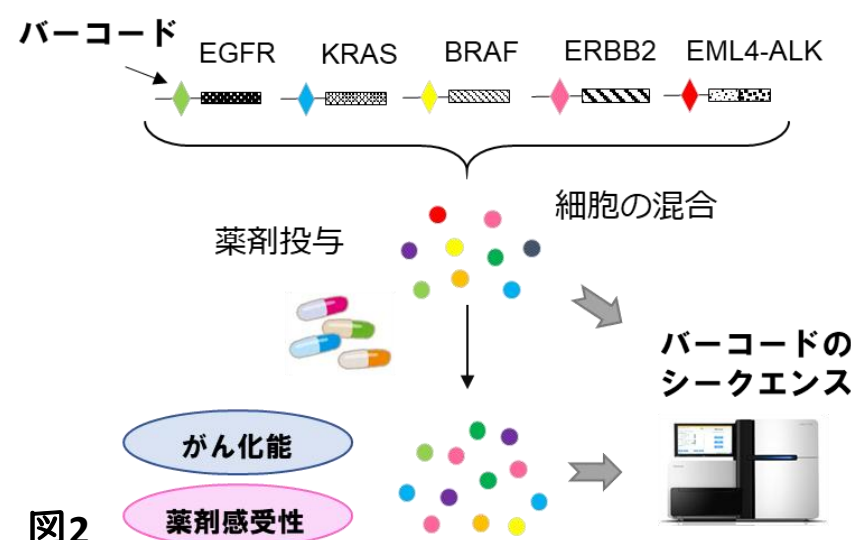 バーコード
EGFR
KRAS
BRAF
ERBB2
EML4-ALK
細胞の混合
薬剤投与
バーコードの
シークエンス
がん化能
薬剤感受性
図2